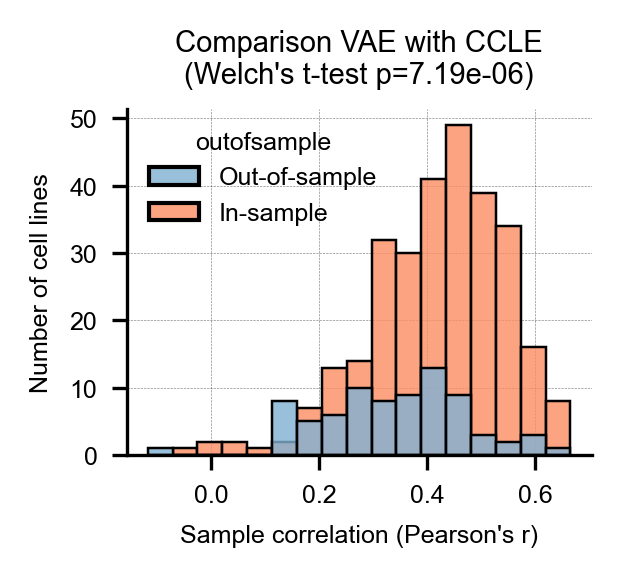 Comparison VAE with CCLE
(Welch's t-test p=7.19e-06)
50
40
30
20
10
0
Number of cell lines
outofsample
Out-of-sample
In-sample
0.0
0.2
0.4
0.6
Sample correlation (Pearson's r)